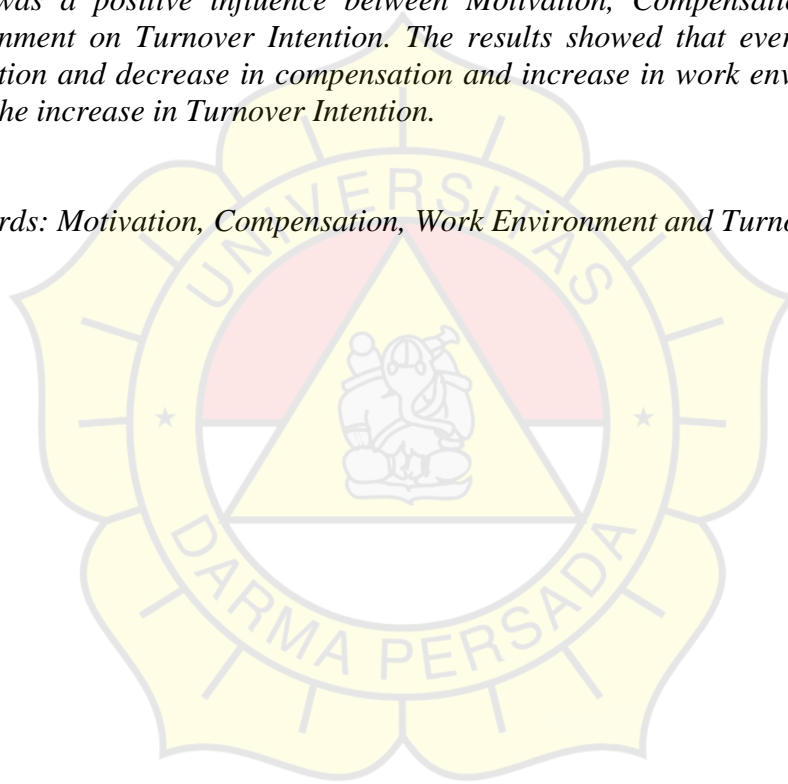 was a positive influence between Motivation, Compensatio
nment on Turnover Intention. The results showed that ever
tion and decrease in compensation and increase in work env
he increase in Turnover Intention.
rds: Motivation, Compensation, Work Environment and Turno
UNIVERSITAS
DARMA PERSADA